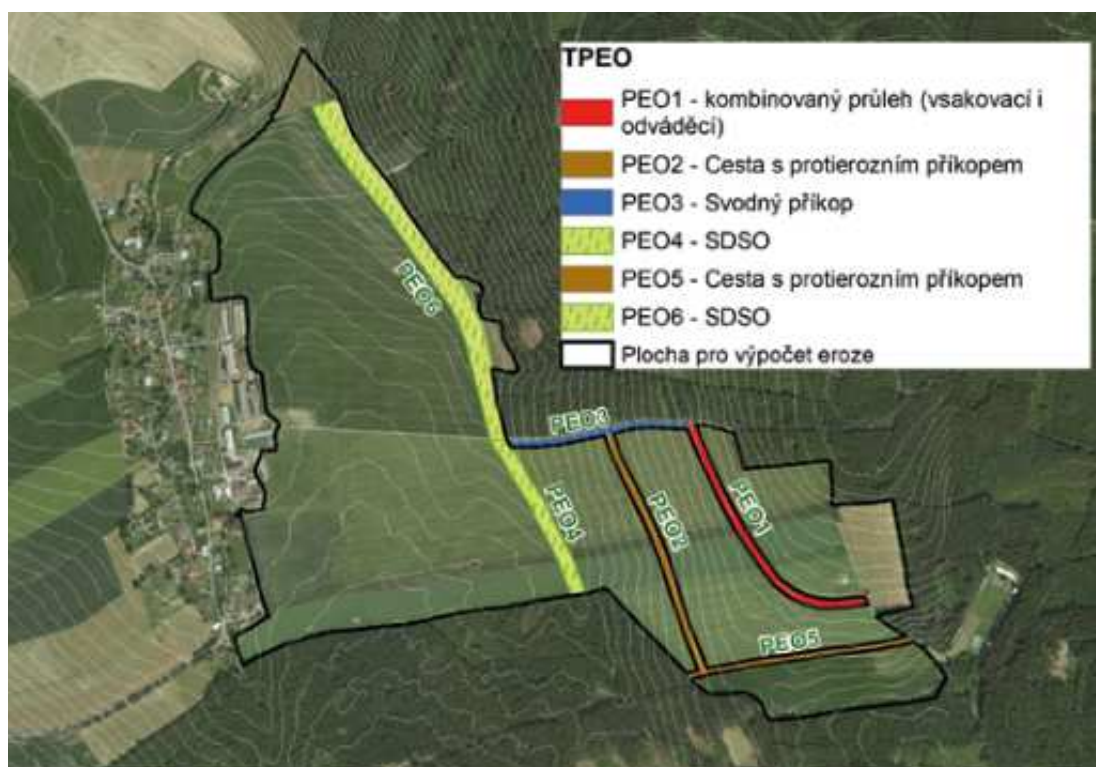 TPEO
PEO1 - kombinovaný průleh (vsakovací i
odváděcí)
PEO2 - Cesta s protierozním příkopem
PEO3 - Svodný příkop
PEO4 - SDSO
PEO5 - Cesta s protierozním příkopem
PEO6 - SDSO
Plocha pro výpočet eroze
PEO6
PEO3
PEO4
PEO2
PEO1
PEO5